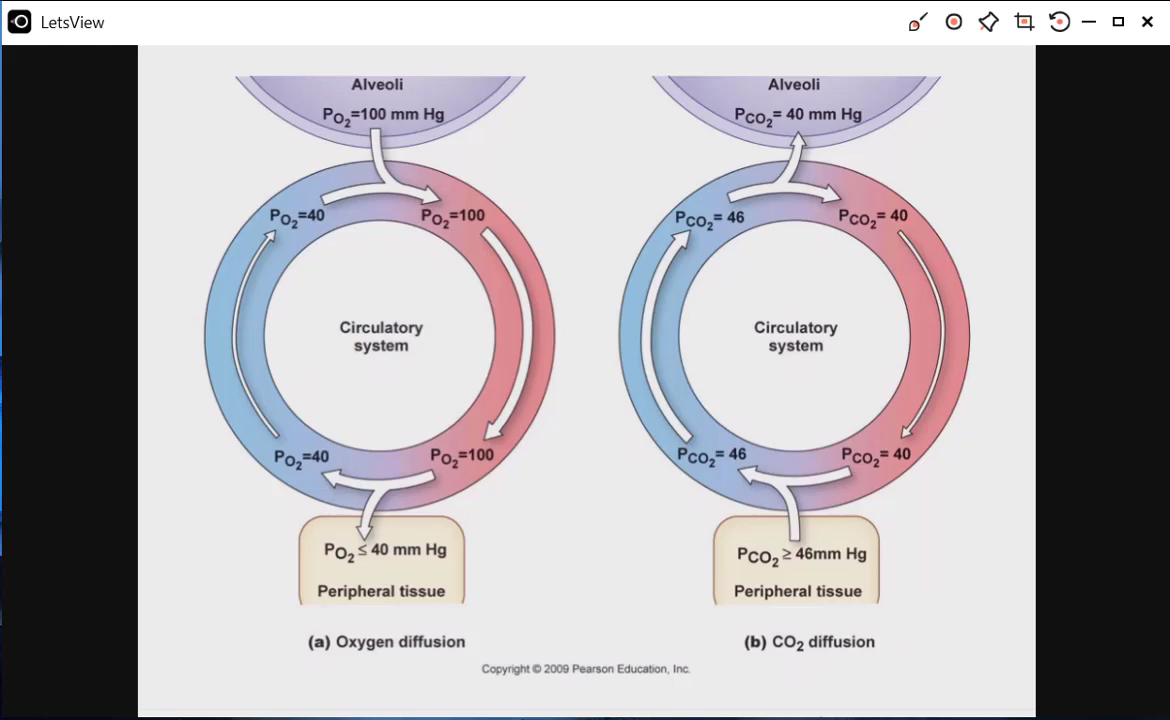 LetsView
Alveoli
PO2=100 mm Hg
PO2=40
PO2=100
Circulatory
system
PO2=40
PO2=100
PO2 ≤ 40 mm Hg
Peripheral tissue
(a) Oxygen diffusion
Alveoli
PCO2= 40 mm Hg
PCO2= 46
PCO2= 40
Circulatory
system
PCO2= 46
PCO2= 40
PCO2 ≥ 46mm Hg
Peripheral tissue
(b) CO2 diffusion
Copyright © 2009 Pearson Education, Inc.